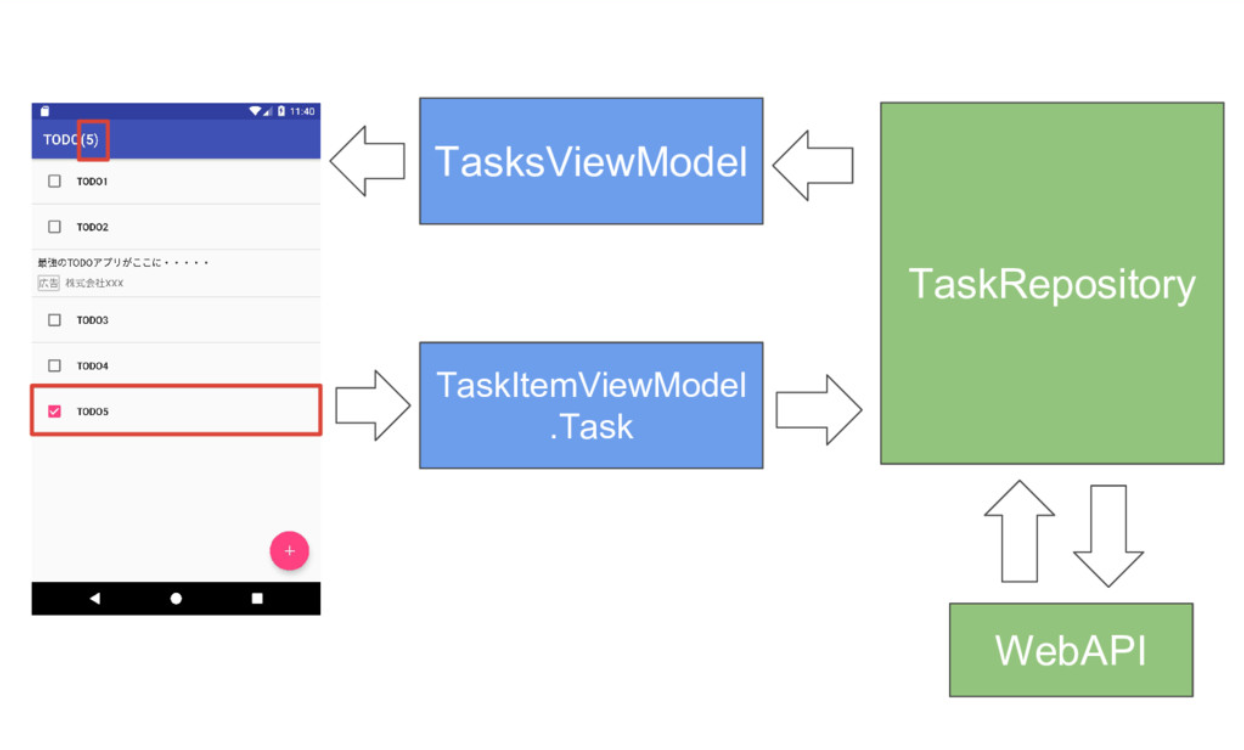 11:40
TODO(5)
TODO1
TODO2
最強のTODOアプリがここに・・・・・
広告 株式会社XXX
TODO3
TODO4
TODO5
+
TasksViewModel
TaskItemViewModel
.Task
TaskRepository
WebAPI